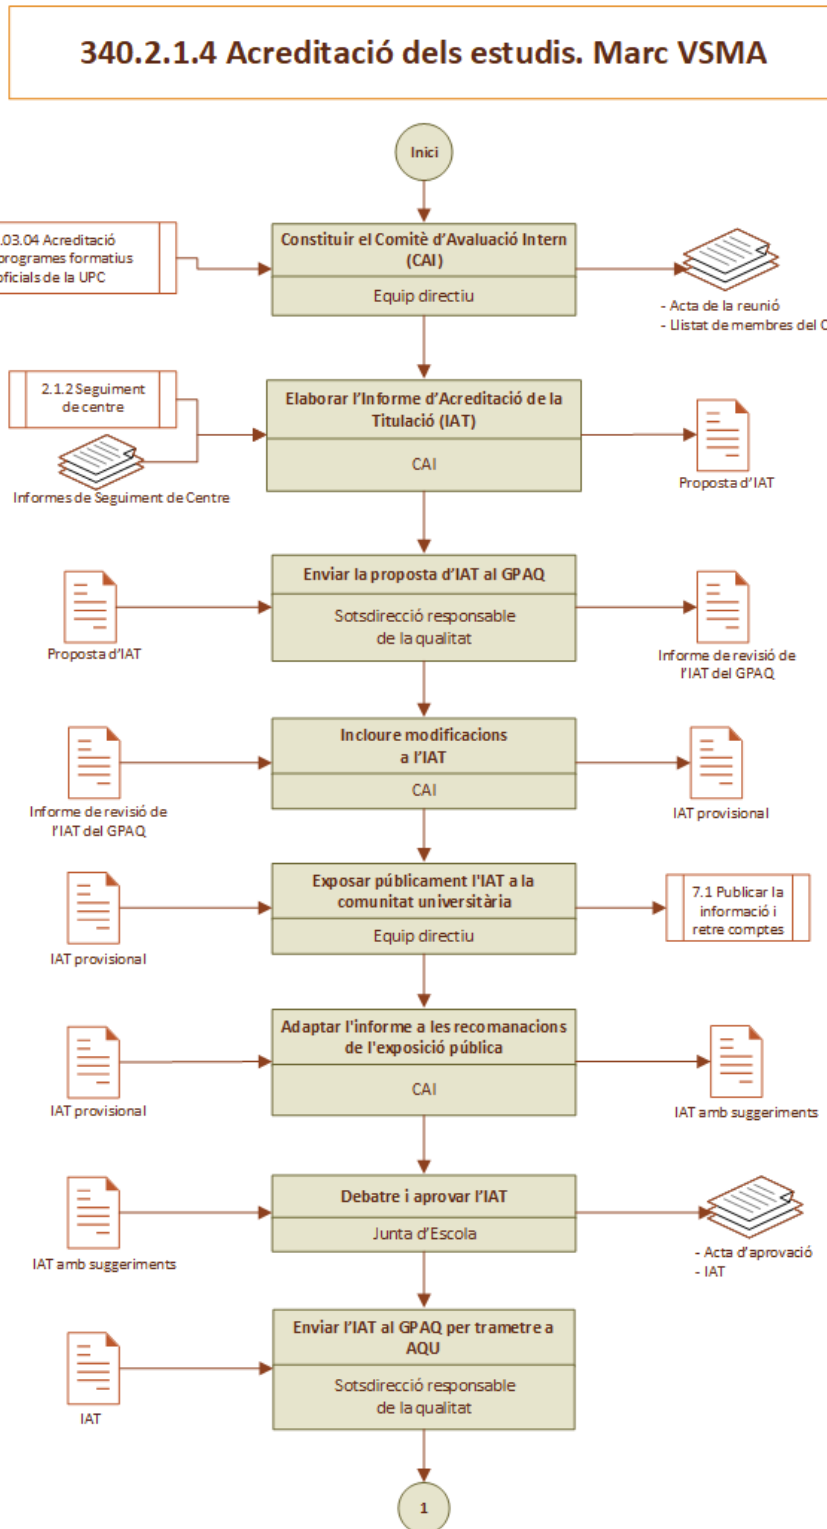 340.2.1.4 Acreditació dels estudis. Marc VSMA
Inici
.03.04 Acreditació
programes formatius
oficials de la UPC
Constituir el Comitè d'Avaluació Intern
(CAI)
Equip directiu
- Acta de la reunió
- Llistat de membres del
2.1.2 Seguiment
de centre
Informes de Seguiment de Centre
Elaborar l'Informe d'Acreditació de la
Titulació (IAT)
CAI
Proposta d'IAT
Proposta d'IAT
Enviar la proposta d'IAT al GPAQ
Sotsdirecció responsable
de la qualitat
Informe de revisió de
l'IAT del GPAQ
Informe de revisió de
l'IAT del GPAQ
Incloure modificacions
a l'IAT
CAI
IAT provisional
IAT provisional
Exposar públicament l'IAT a la
comunitat universitària
Equip directiu
7.1 Publicar la
informació i
retre comptes
IAT provisional
Adaptar l'informe a les recomanacions
de l'exposició pública
CAI
IAT amb suggeriments
IAT amb suggeriments
Debatre i aprovar l'IAT
Junta d'Escola
- Acta d'aprovació
- IAT
IAT
Enviar l'IAT al GPAQ per trametre a
AQU
Sotsdirecció responsable
de la qualitat
1